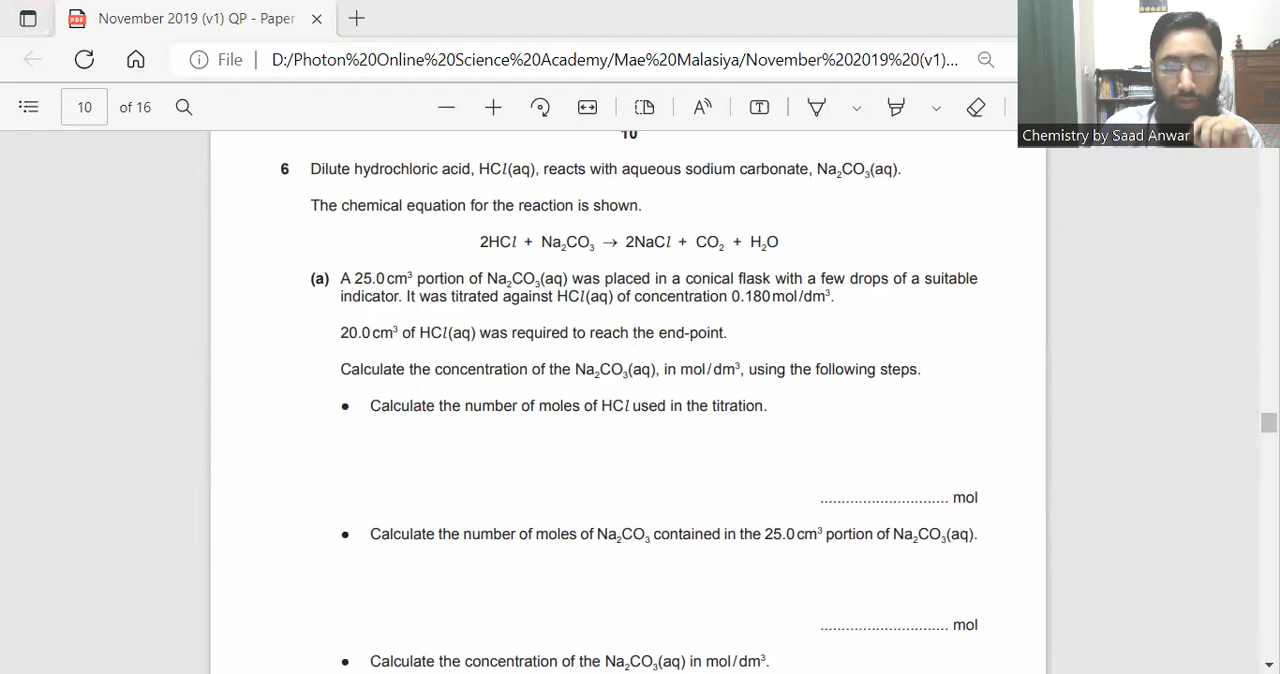 November 2019 (v1) QP - Paper
File
D:/Photon%20Online%20Science%20Academy/Mae%20Malasiya/November%202019%20(v1)...
10 of 16
Chemistry by Saad Anwar
10
6 Dilute hydrochloric acid, HCl(aq), reacts with aqueous sodium carbonate, Na₂CO₃(aq).
The chemical equation for the reaction is shown.
2HCl + Na₂CO₃ → 2NaCl + CO₂ + H₂O
(a) A 25.0 cm³ portion of Na₂CO₃(aq) was placed in a conical flask with a few drops of a suitable
indicator. It was titrated against HCl(aq) of concentration 0.180 mol/dm³.
20.0 cm³ of HCl(aq) was required to reach the end-point.
Calculate the concentration of the Na₂CO₃(aq), in mol/dm³, using the following steps.
• Calculate the number of moles of HCl used in the titration.
.............................. mol
• Calculate the number of moles of Na₂CO₃ contained in the 25.0 cm³ portion of Na₂CO₃(aq).
.............................. mol
• Calculate the concentration of the Na₂CO₃(aq) in mol/dm³.